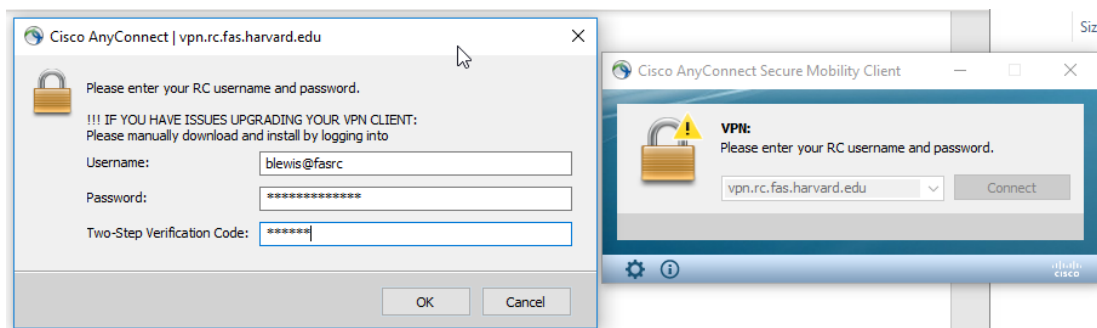 Cisco AnyConnect | vpn.rc.fas.harvard.edu
Please enter your RC username and password.
!!! IF YOU HAVE ISSUES UPGRADING YOUR VPN CLIENT:
Please manually download and install by logging into
Username: blewis@fasrc
Password: *************
Two-Step Verification Code: ******
OK Cancel
Siz
Cisco AnyConnect Secure Mobility Client
VPN:
Please enter your RC username and password.
vpn.rc.fas.harvard.edu Connect
cisco